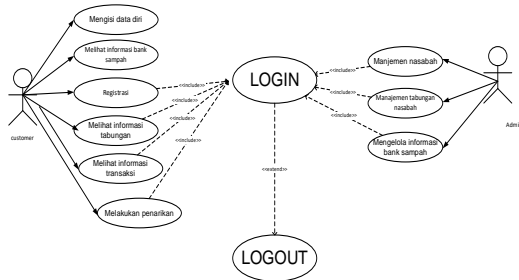 Mengisi data diri
Melihat informasi bank
sampah
Registrasi
Melihat informasi
tabungan
Melihat informasi
transaksi
Melakukan penarikan
customer
<<include>>
<<include>>
<<include>>
<<include>>
LOGIN
<<extend>>
LOGOUT
<<include>>
<<include>>
<<include>>
Manjemen nasabah
Manajemen tabungan
nasabah
Mengelola informasi
bank sampah
Admi